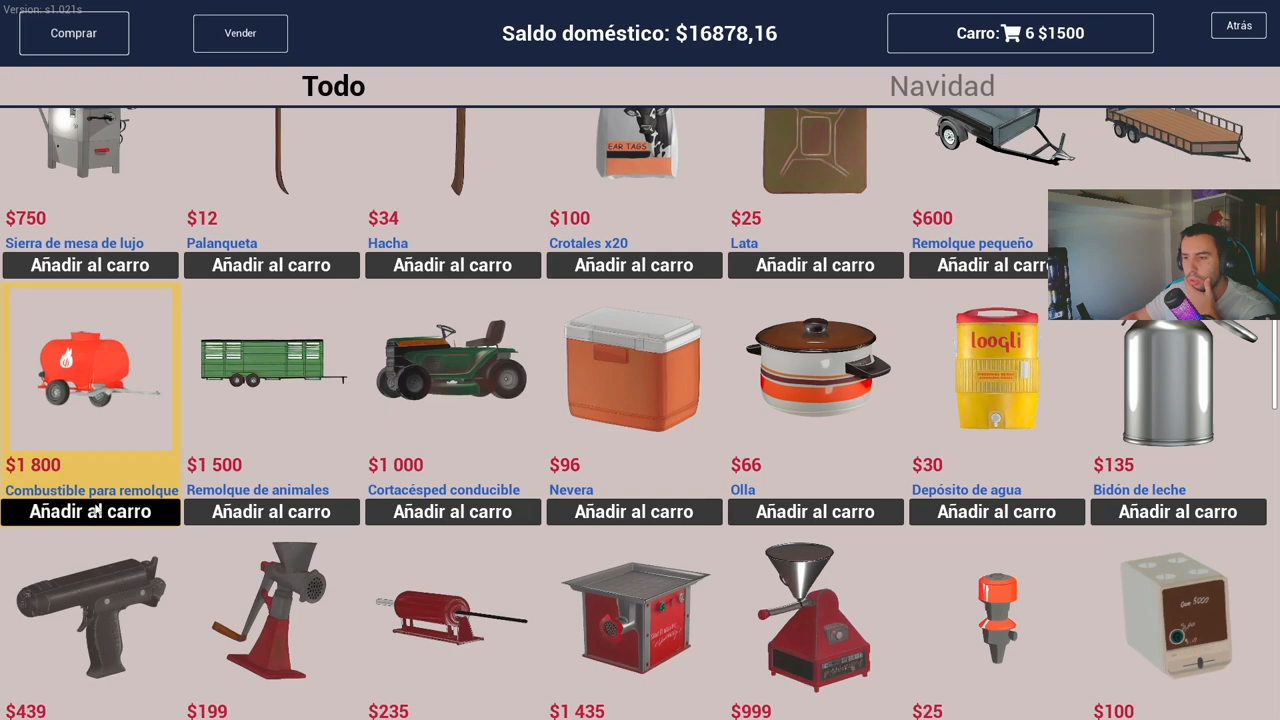 Version: s1.021s
Comprar
Vender
Saldo doméstico: $16878,16
Carro: 6 $1500
Atrás
Todo
Navidad
EAR TAGS
$750
$12
$34
$100
$25
$600
Sierra de mesa de lujo
Palanqueta
Hacha
Crotales x20
Lata
Remolque pequeño
Añadir al carro
Añadir al carro
Añadir al carro
Añadir al carro
Añadir al carro
Añadir al carr
loogli
$1 800
$1 500
$1 000
$96
$66
$30
$135
Combustible para remolque
Remolque de animales
Cortacésped conducible
Nevera
Olla
Depósito de agua
Bidón de leche
Añadir al carro
Añadir al carro
Añadir al carro
Añadir al carro
Añadir al carro
Añadir al carro
Añadir al carro
$439
$199
$235
$1 435
$999
$25
$100